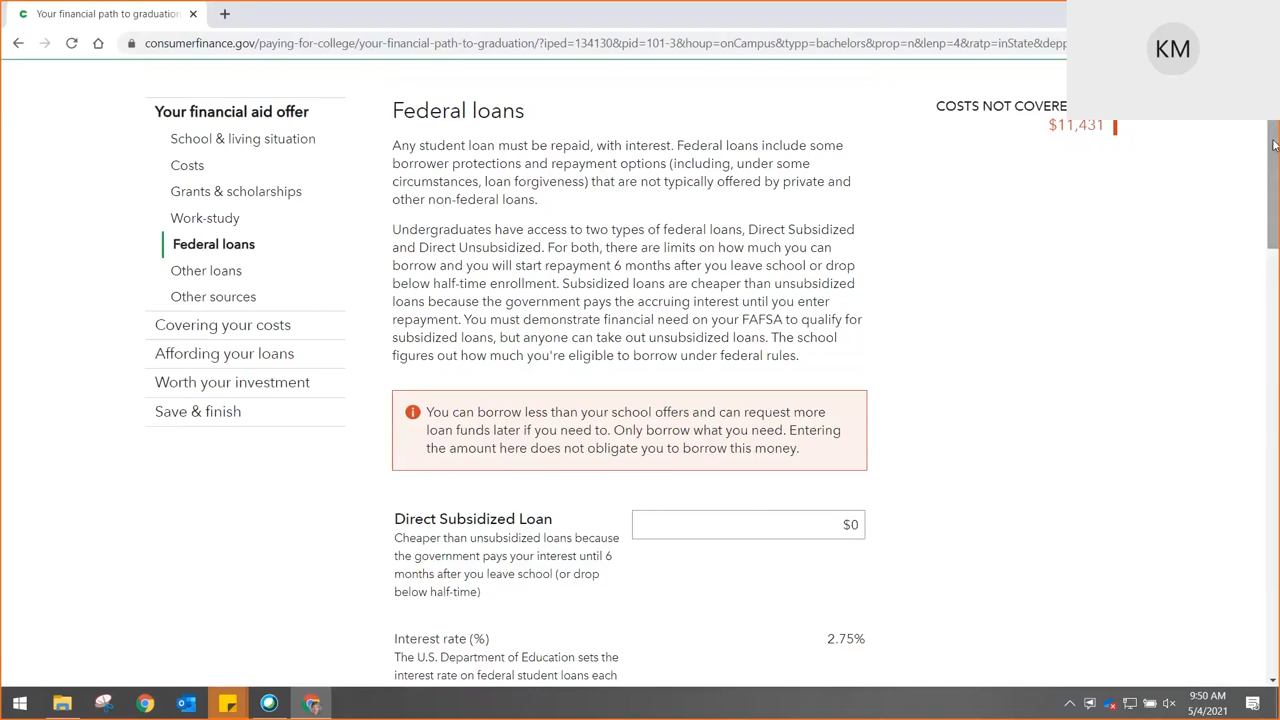 Your financial path to graduation
consumerfinance.gov/paying-for-college/your-financial-path-to-graduation/?iped=134130&pid=101-3&houp=onCampus&typp=bachelors&prop=n&lenp=4&ratp=inState&depp
KM
Your financial aid offer
School & living situation
Costs
Grants & scholarships
Work-study
Federal loans
Other loans
Other sources
Covering your costs
Affording your loans
Worth your investment
Save & finish
Federal loans
Any student loan must be repaid, with interest. Federal loans include some
borrower protections and repayment options (including, under some
circumstances, loan forgiveness) that are not typically offered by private and
other non-federal loans.
Undergraduates have access to two types of federal loans, Direct Subsidized
and Direct Unsubsidized. For both, there are limits on how much you can
borrow and you will start repayment 6 months after you leave school or drop
below half-time enrollment. Subsidized loans are cheaper than unsubsidized
loans because the government pays the accruing interest until you enter
repayment. You must demonstrate financial need on your FAFSA to qualify for
subsidized loans, but anyone can take out unsubsidized loans. The school
figures out how much you're eligible to borrow under federal rules.
You can borrow less than your school offers and can request more
loan funds later if you need to. Only borrow what you need. Entering
the amount here does not obligate you to borrow this money.
Direct Subsidized Loan
$0
Cheaper than unsubsidized loans because
the government pays your interest until 6
months after you leave school (or drop
below half-time)
Interest rate (%)
2.75%
The U.S. Department of Education sets the
interest rate on federal student loans each
COSTS NOT COVERE
$11,431
9:50 AM
5/4/2021